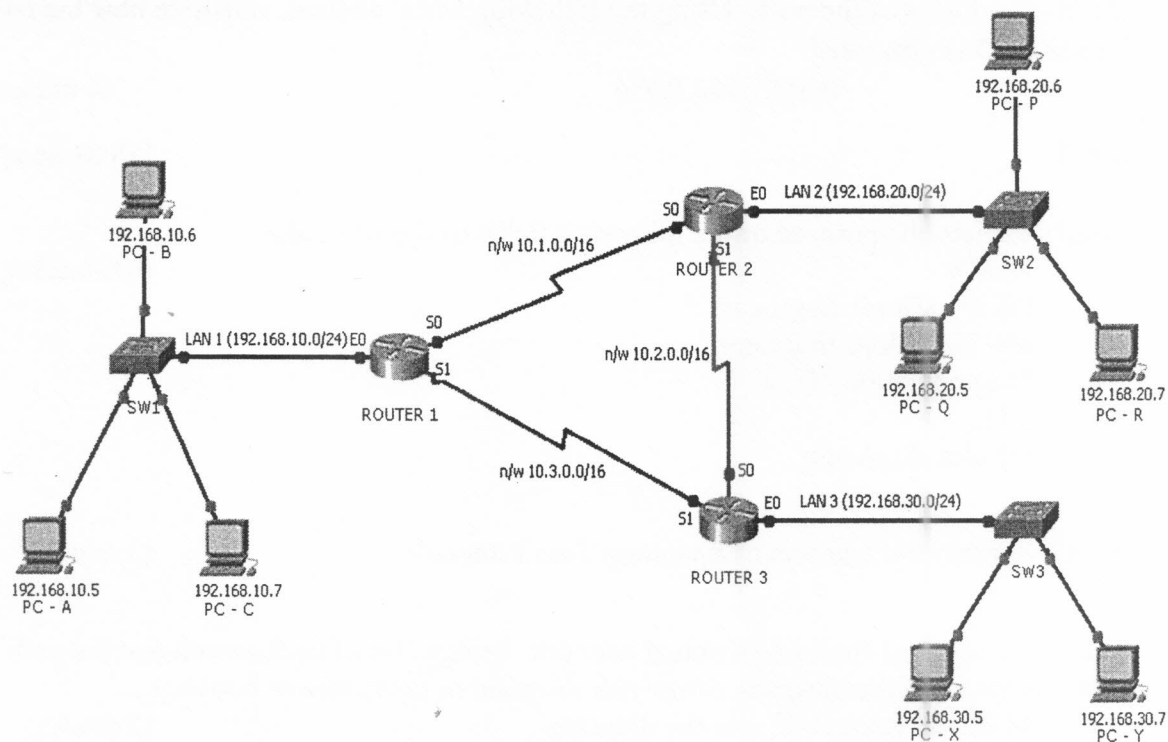 192.168.20.6
PC - P
192.168.10.6
PC - B
S0
E0
LAN 2 (192.168.20.0/24)
S1
ROUTER 2
SW2
n/w 10.1.0.0/16
LAN 1 (192.168.10.0/24)
E0
S0
S1
ROUTER 1
SW1
n/w 10.2.0.0/16
192.168.20.5
PC - Q
192.168.20.7
PC - R
n/w 10.3.0.0/16
S0
S1
E0
LAN 3 (192.168.30.0/24)
ROUTER 3
SW3
192.168.10.5
PC - A
192.168.10.7
PC - C
192.168.30.5
PC - X
192.168.30.7
PC - Y